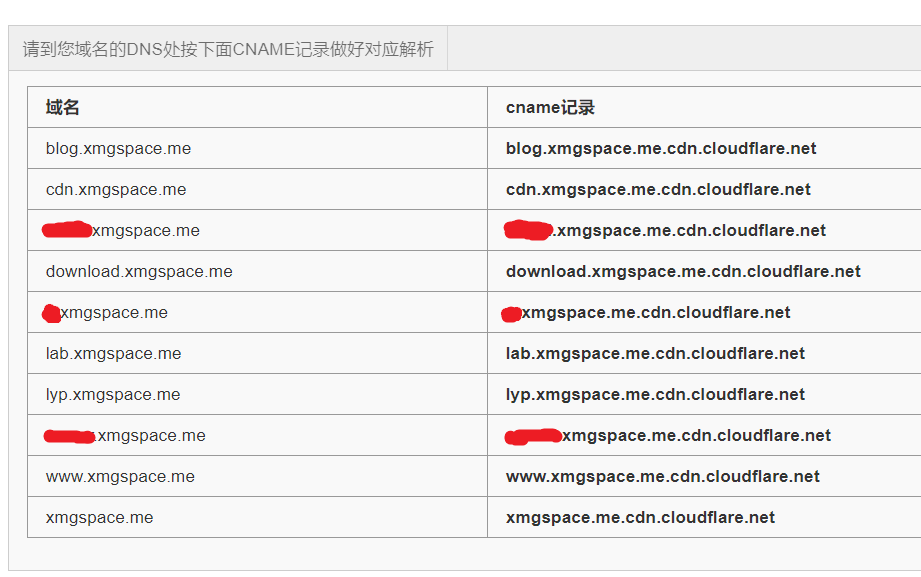 请到您域名的DNS处按下面CNAME记录做好对应解析
域名 cname记录
blog.xmgspace.me blog.xmgspace.me.cdn.cloudflare.net
cdn.xmgspace.me cdn.xmgspace.me.cdn.cloudflare.net
xmgspace.me .xmgspace.me.cdn.cloudflare.net
download.xmgspace.me download.xmgspace.me.cdn.cloudflare.net
xmgspace.me xmgspace.me.cdn.cloudflare.net
lab.xmgspace.me lab.xmgspace.me.cdn.cloudflare.net
lyp.xmgspace.me lyp.xmgspace.me.cdn.cloudflare.net
.xmgspace.me xmgspace.me.cdn.cloudflare.net
www.xmgspace.me www.xmgspace.me.cdn.cloudflare.net
xmgspace.me xmgspace.me.cdn.cloudflare.net